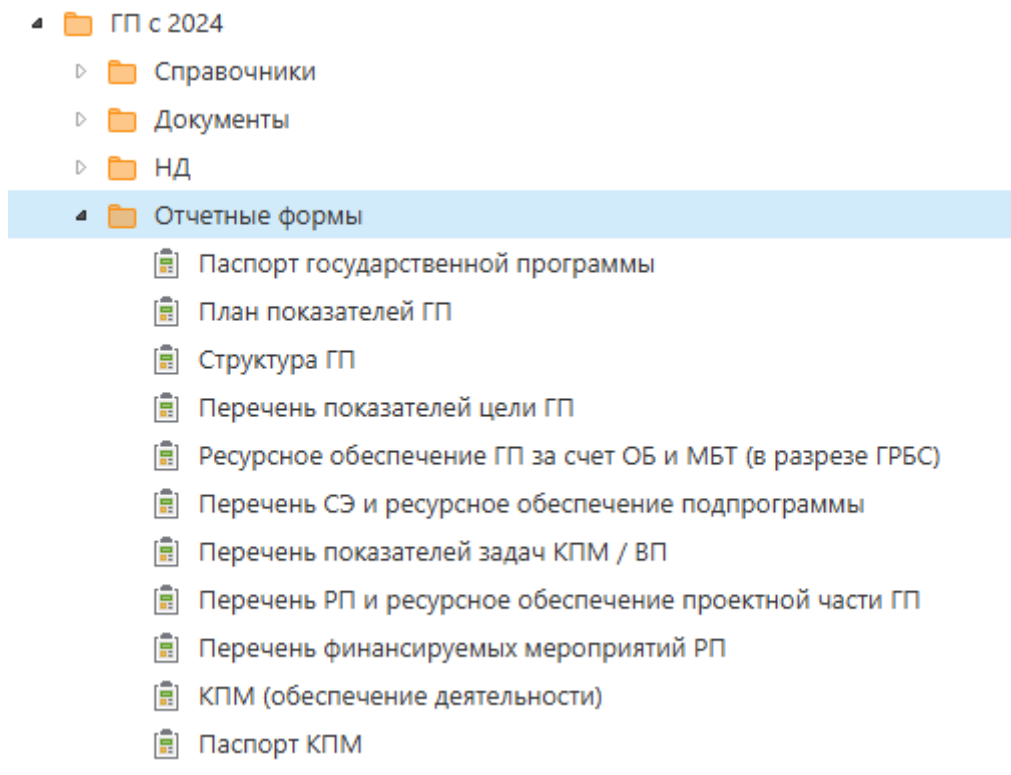 ГП с 2024
Справочники
Документы
НД
Отчетные формы
Паспорт государственной программы
План показателей ГП
Структура ГП
Перечень показателей цели ГП
Ресурсное обеспечение ГП за счет ОБ и МБТ (в разрезе ГРБС)
Перечень СЭ и ресурсное обеспечение подпрограммы
Перечень показателей задач КПМ / ВП
Перечень РП и ресурсное обеспечение проектной части ГП
Перечень финансируемых мероприятий РП
КПМ (обеспечение деятельности)
Паспорт КПМ